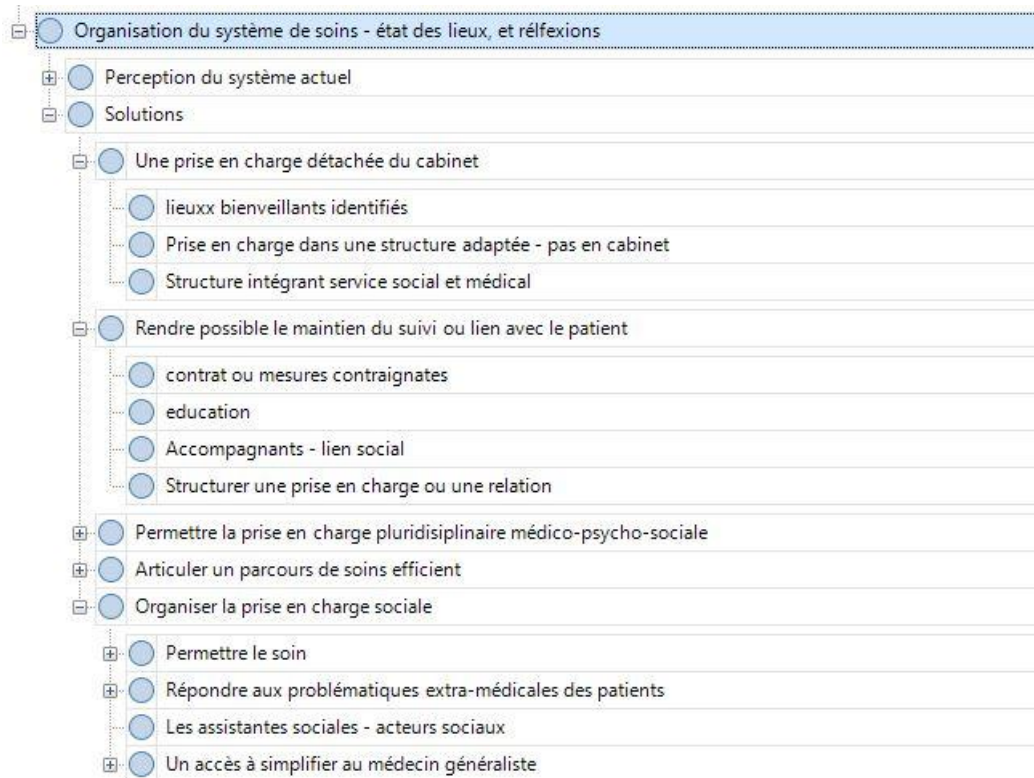 Organisation du système de soins - état des lieux, et rélfexions
Perception du système actuel
Solutions
Une prise en charge détachée du cabinet
lieuxx bienveillants identifiés
Prise en charge dans une structure adaptée - pas en cabinet
Structure intégrant service social et médical
Rendre possible le maintien du suivi ou lien avec le patient
contrat ou mesures contraignates
education
Accompagnants - lien social
Structurer une prise en charge ou une relation
Permettre la prise en charge pluridisiplinaire médico-psycho-sociale
Articuler un parcours de soins efficient
Organiser la prise en charge sociale
Permettre le soin
Répondre aux problématiques extra-médicales des patients
Les assistantes sociales - acteurs sociaux
Un accès à simplifier au médecin généraliste